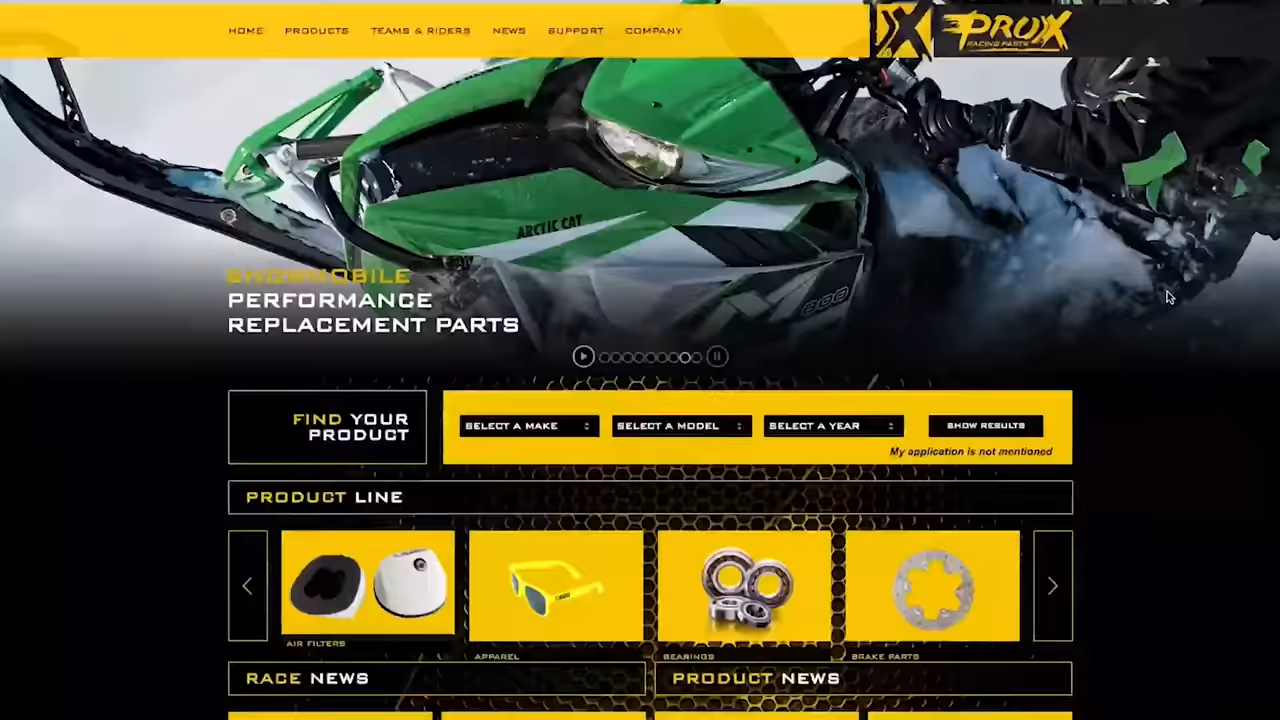 HOME PRODUCTS TEAMS & RIDERS NEWS SUPPORT COMPANY
PROX
RACING PARTS
ARCTIC CAT
800
SNOWMOBILE
PERFORMANCE
REPLACEMENT PARTS
FIND YOUR
PRODUCT
SELECT A MAKE SELECT A MODEL SELECT A YEAR SHOW RESULTS
My application is not mentioned
PRODUCT LINE
AIR FILTERS
APPAREL
BEARINGS
BRAKE PARTS
RACE NEWS
PRODUCT NEWS